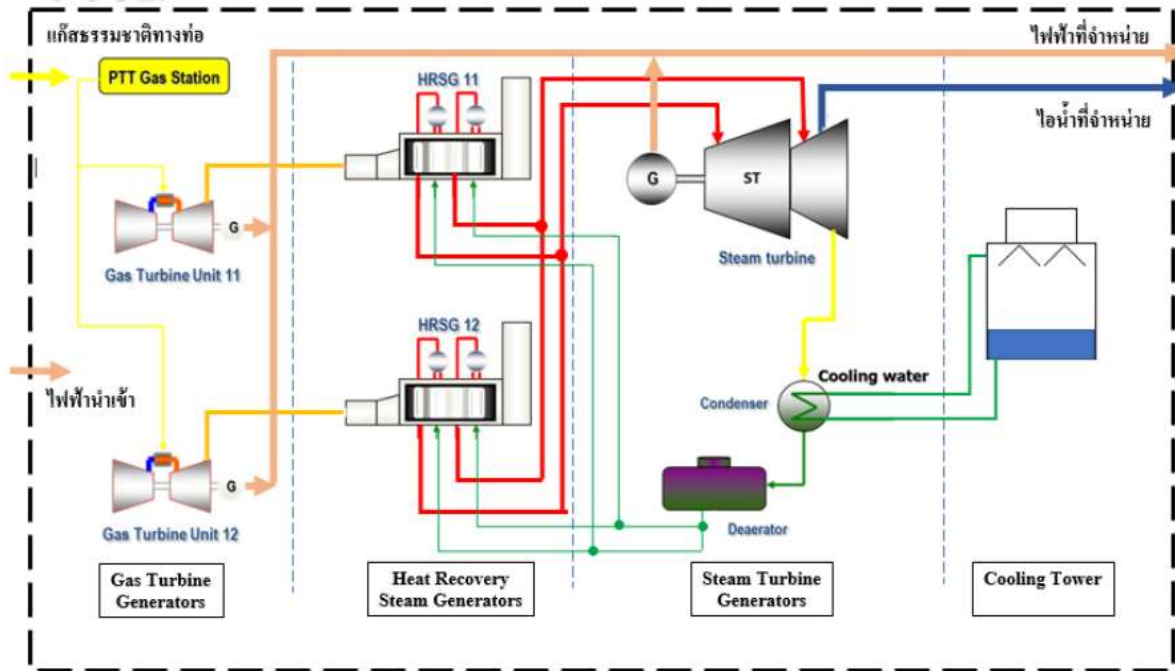 แก๊สธรรมชาติทางท่อ
PTT Gas Station
ไฟฟ้าที่จำหน่าย
ไอน้ำที่จำหน่าย
HRSG 11
G
Gas Turbine Unit 11
G
ST
Steam turbine
ไฟฟ้านำเข้า
HRSG 12
Cooling water
Condenser
G
Gas Turbine Unit 12
Deaerator
Gas Turbine
Generators
Heat Recovery
Steam Generators
Steam Turbine
Generators
Cooling Tower